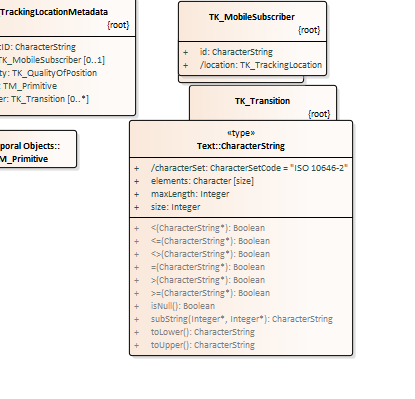 TrackingLocationMetadata
{root}
ID: CharacterString
TK_MobileSubscriber [0..1]
ty: TK_QualityOfPosition
TM_Primitive
er: TK_Transition [0..*]
TK_MobileSubscriber
{root}
+ id: CharacterString
+ /location: TK_TrackingLocation
TK_Transition
{root}
poral Objects::
M_Primitive
«type»
Text::CharacterString
+ /characterSet: CharacterSetCode = "ISO 10646-2"
+ elements: Character [size]
+ maxLength: Integer
+ size: Integer
+ <(CharacterString*): Boolean
+ <=(CharacterString*): Boolean
+ <>(CharacterString*): Boolean
+ =(CharacterString*): Boolean
+ >(CharacterString*): Boolean
+ >=(CharacterString*): Boolean
+ isNull(): Boolean
+ subString(Integer*, Integer*): CharacterString
+ toLower(): CharacterString
+ toUpper(): CharacterString